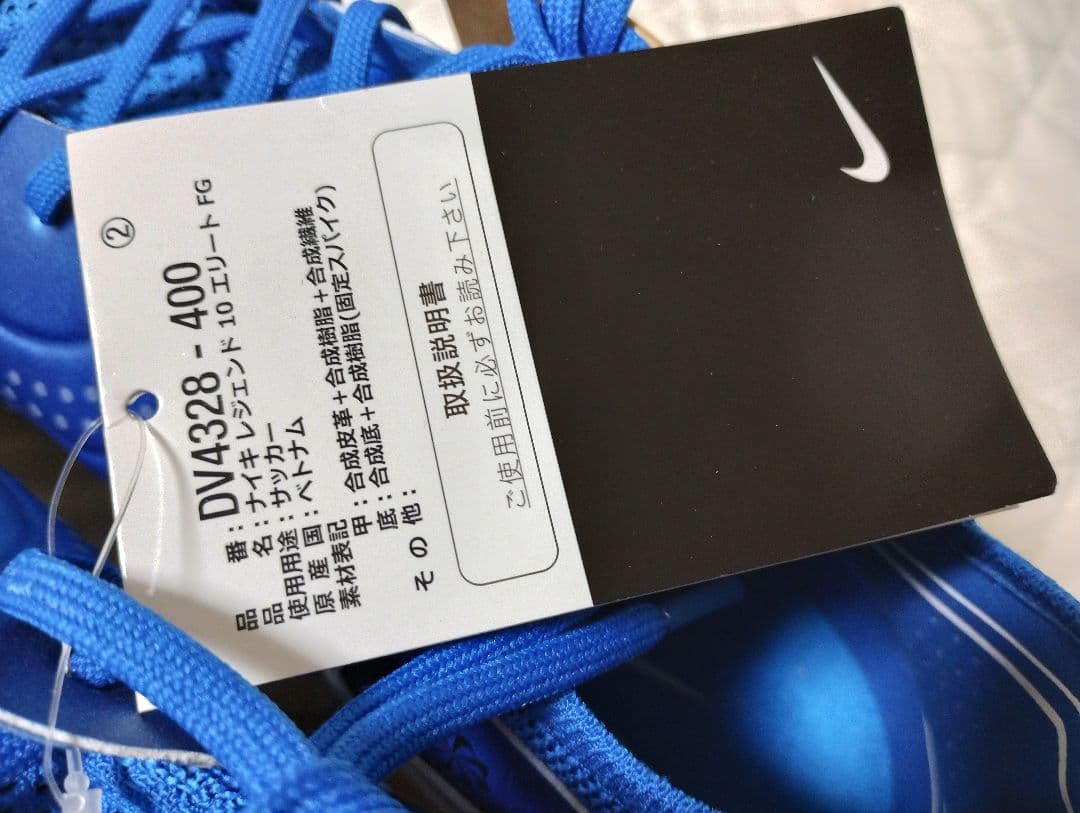 ②
品番:DV4328 - 400
品名:ナイキ レジェンド 10 エリート FG
使用用途:サッカー
原産国:ベトナム
素材表記
甲:合成皮革+合成樹脂+合成繊維
底:合成底+合成樹脂(固定スパイク)
その他:
取扱説明書
ご使用前に必ずお読み下さい